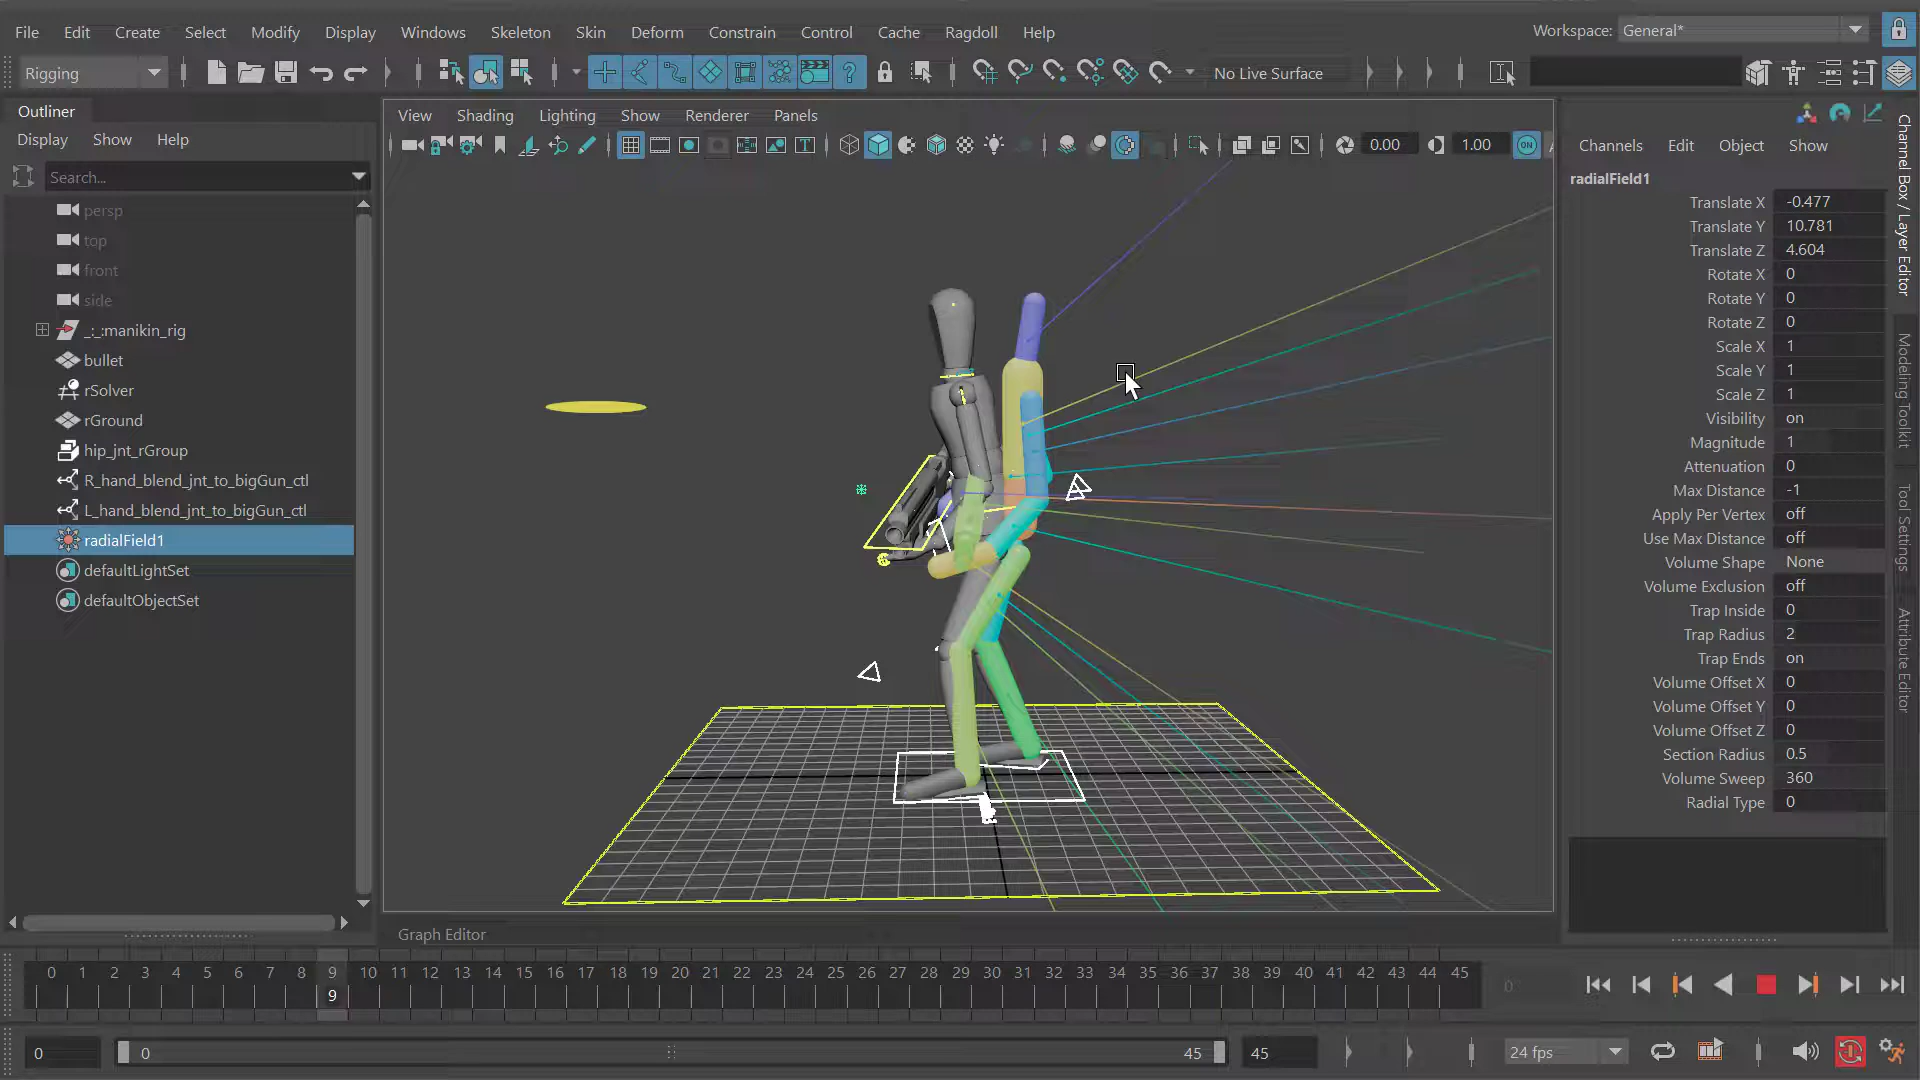 File Edit Create Select Modify Display Windows Skeleton Skin Deform Constrain Control Cache Ragdoll Help
Workspace: General*
Rigging
No Live Surface
Outliner
Display Show Help
Search...
persp
top
front
side
_:_:manikin_rig
bullet
rSolver
rGround
hip_jnt_rGroup
R_hand_blend_jnt_to_bigGun_ctl
L_hand_blend_jnt_to_bigGun_ctl
radialField1
defaultLightSet
defaultObjectSet
View Shading Lighting Show Renderer Panels
0.00 1.00 ON
Channels Edit Object Show
radialField1
Translate X -0.477
Translate Y 10.781
Translate Z 4.604
Rotate X 0
Rotate Y 0
Rotate Z 0
Scale X 1
Scale Y 1
Scale Z 1
Visibility on
Magnitude 1
Attenuation 0
Max Distance -1
Apply Per Vertex off
Use Max Distance off
Volume Shape None
Volume Exclusion off
Trap Inside 0
Trap Radius 2
Trap Ends on
Volume Offset X 0
Volume Offset Y 0
Volume Offset Z 0
Section Radius 0.5
Volume Sweep 360
Radial Type 0
Channel Box / Layer Editor
Modeling Toolkit
Tool Settings
Attribute Editor
Graph Editor
0 1 2 3 4 5 6 7 8 9 10 11 12 13 14 15 16 17 18 19 20 21 22 23 24 25 26 27 28 29 30 31 32 33 34 35 36 37 38 39 40 41 42 43 44 45
9
0
0 0 45 45 24 fps